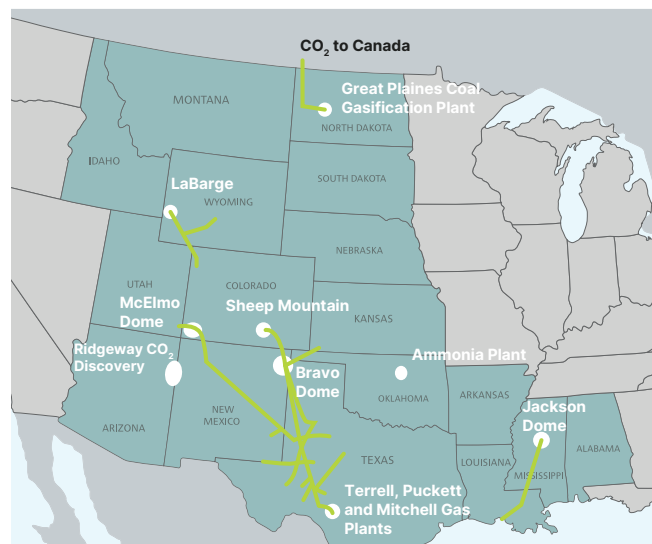 CO2 to Canada
Great Plaines Coal
Gasification Plant
MONTANA
NORTH DAKOTA
IDAHO
LaBarge
WYOMING
SOUTH DAKOTA
NEBRASKA
UTAH
COLORADO
McElmo
Dome
Sheep Mountain
KANSAS
Ridgeway CO2
Discovery
Bravo
Dome
Ammonia Plant
OKLAHOMA
ARKANSAS
NEW
MEXICO
ARIZONA
Jackson
Dome
TEXAS
LOUISIANA
MISSISSIPPI
ALABAMA
Terrell, Puckett
and Mitchell Gas
Plants